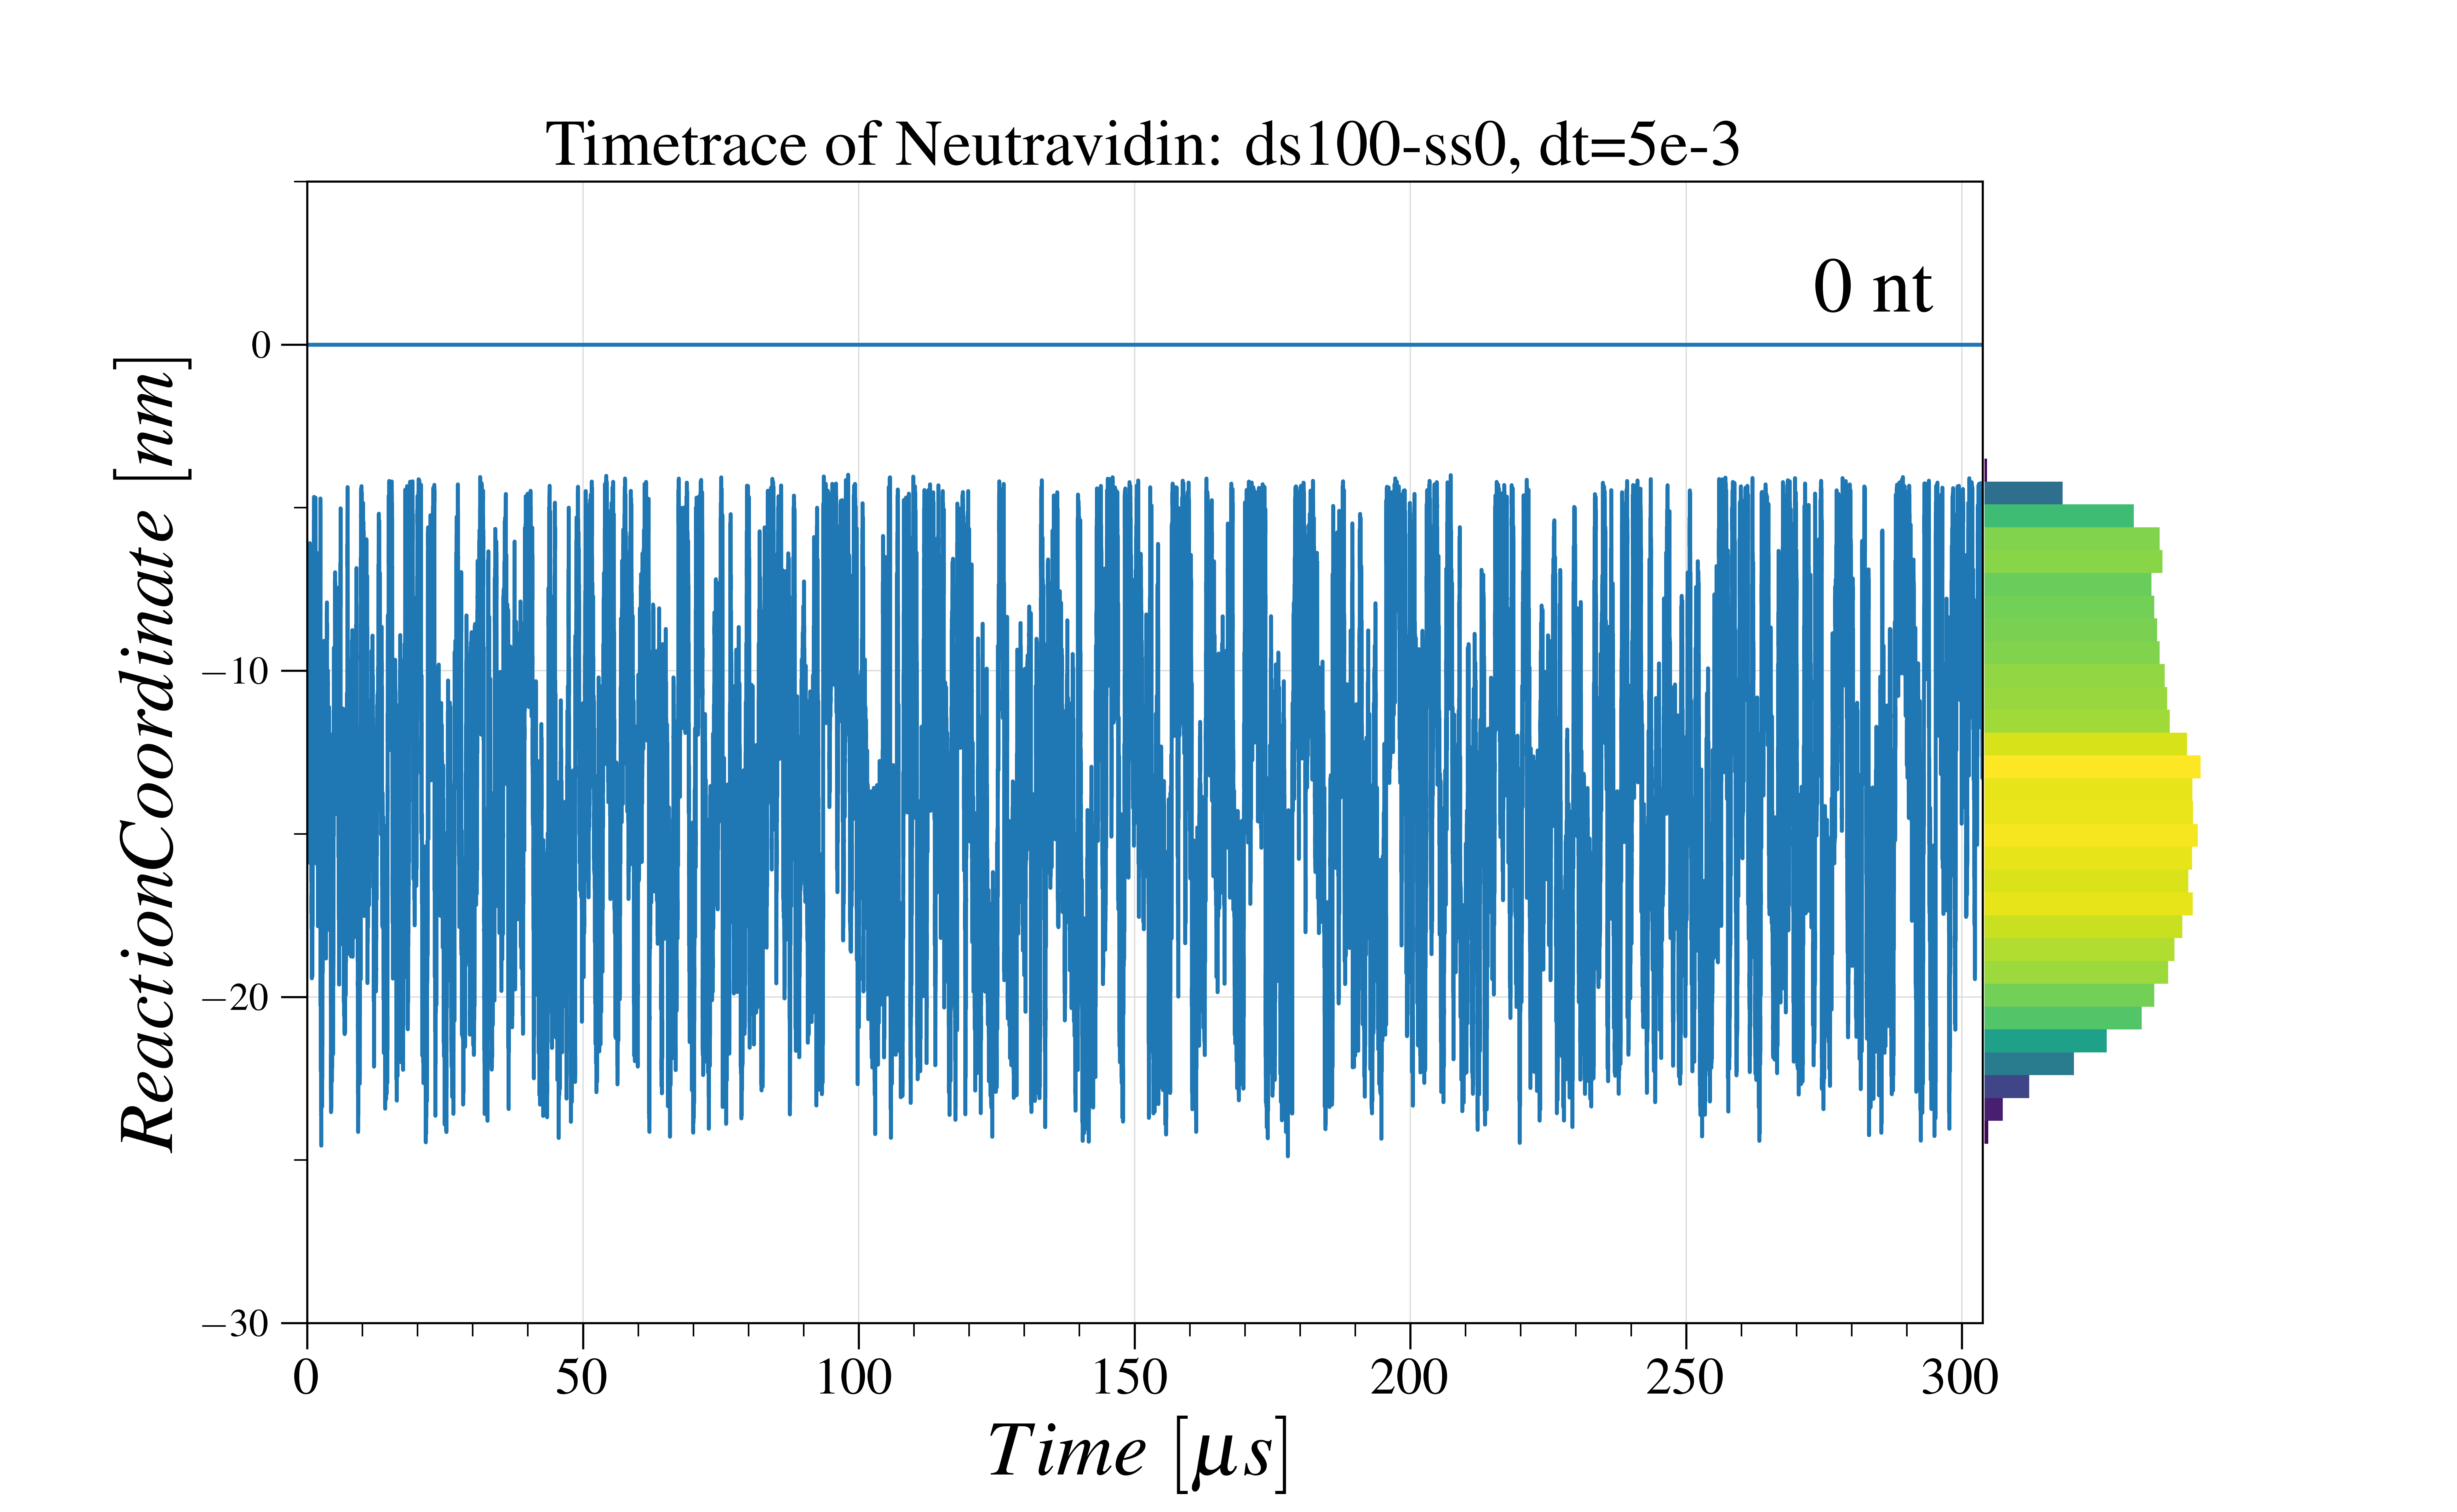 Timetrace of Neutravidin: ds100-ss0, dt=5e-3
0 nt
ReactionCoordinate [nm]
0
−10
−20
−30
0 50 100 150 200 250 300
Time [μs]